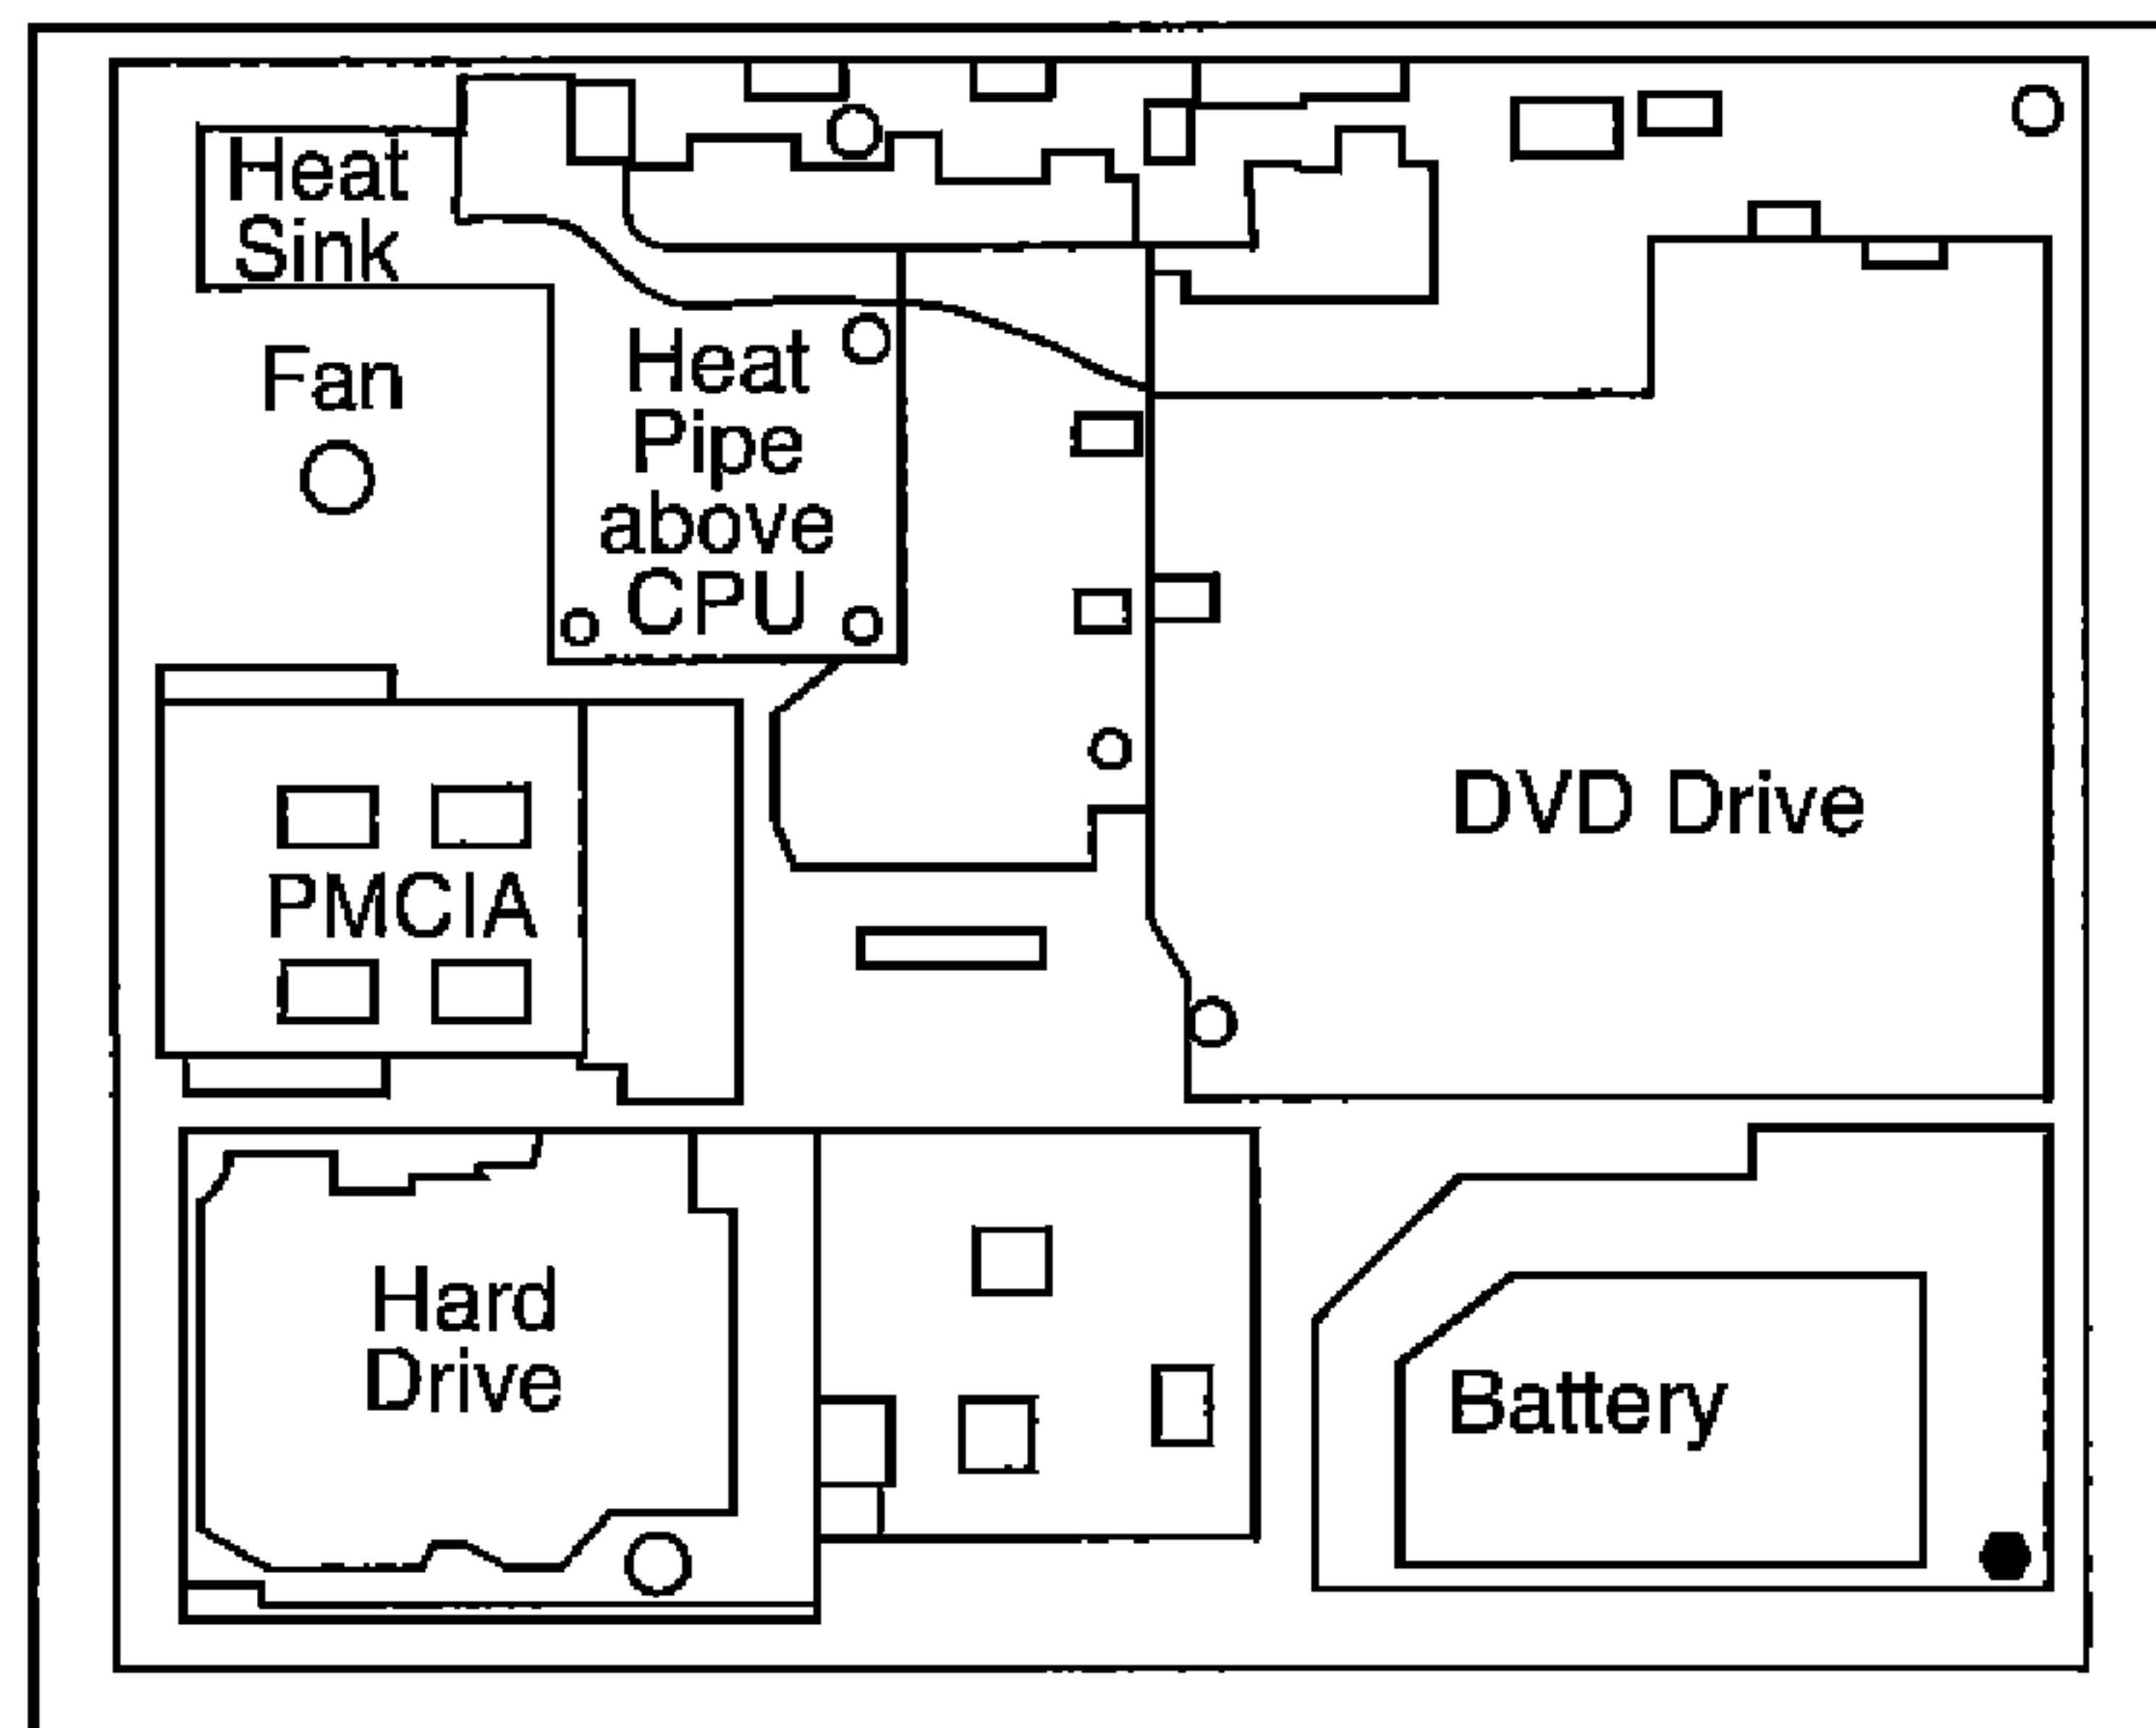 Heat
Sink
Fan
Heat
Pipe
above
CPU
DVD Drive
PMCIA
Hard
Drive
Battery